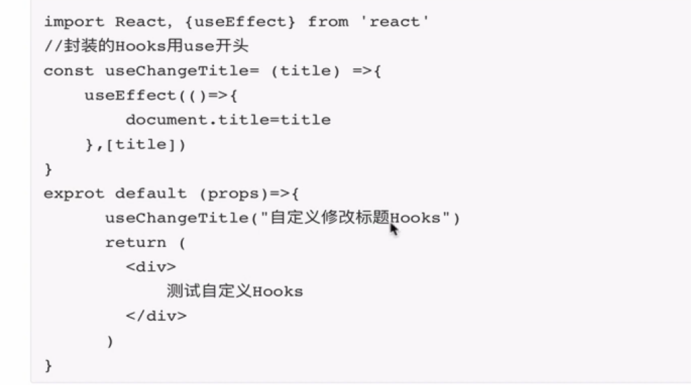 import React, {useEffect} from 'react'
//封装的Hooks用use开头
const useChangeTitle= (title) =>{
    useEffect(()=>{
        document.title=title
    },[title])
}
exprot default (props)=>{
      useChangeTitle("自定义修改标题Hooks")
      return (
        <div>
            测试自定义Hooks
        </div>
      )
}